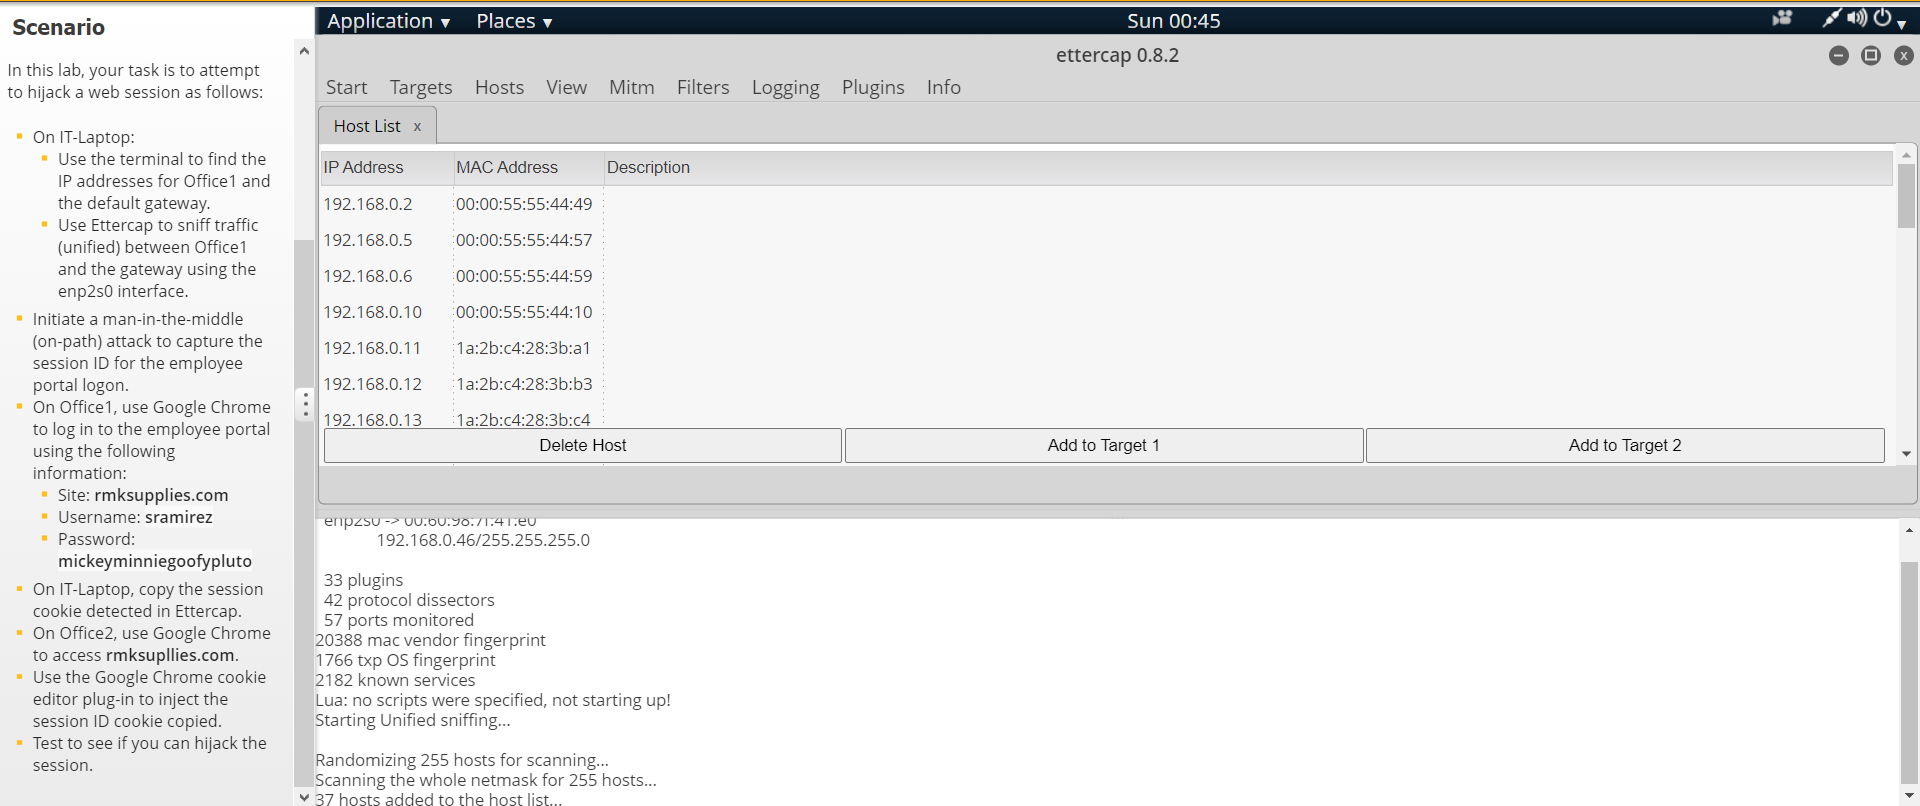 Scenario
In this lab, your task is to attempt
to hijack a web session as follows:
On IT-Laptop:
Use the terminal to find the
IP addresses for Office1 and
the default gateway.
Use Ettercap to sniff traffic
(unified) between Office1
and the gateway using the
enp2s0 interface.
Initiate a man-in-the-middle
(on-path) attack to capture the
session ID for the employee
portal logon.
On Office1, use Google Chrome
to log in to the employee portal
using the following
information:
Site: rmksupplies.com
Username: sramirez
Password:
mickeyminniegoofypluto
On IT-Laptop, copy the session
cookie detected in Ettercap.
On Office2, use Google Chrome
to access rmksupllies.com.
Use the Google Chrome cookie
editor plug-in to inject the
session ID cookie copied.
Test to see if you can hijack the
session.
Application ▾ Places ▾ Sun 00:45
ettercap 0.8.2
Start Targets Hosts View Mitm Filters Logging Plugins Info
Host List x
IP Address MAC Address Description
192.168.0.2 00:00:55:55:44:49
192.168.0.5 00:00:55:55:44:57
192.168.0.6 00:00:55:55:44:59
192.168.0.10 00:00:55:55:44:10
192.168.0.11 1a:2b:c4:28:3b:a1
192.168.0.12 1a:2b:c4:28:3b:b3
192.168.0.13 1a:2b:c4:28:3b:c4
Delete Host Add to Target 1 Add to Target 2
enp2s0 -> 00:60:98:7f:41:e0
192.168.0.46/255.255.255.0
33 plugins
42 protocol dissectors
57 ports monitored
20388 mac vendor fingerprint
1766 txp OS fingerprint
2182 known services
Lua: no scripts were specified, not starting up!
Starting Unified sniffing...
Randomizing 255 hosts for scanning...
Scanning the whole netmask for 255 hosts...
37 hosts added to the host list...